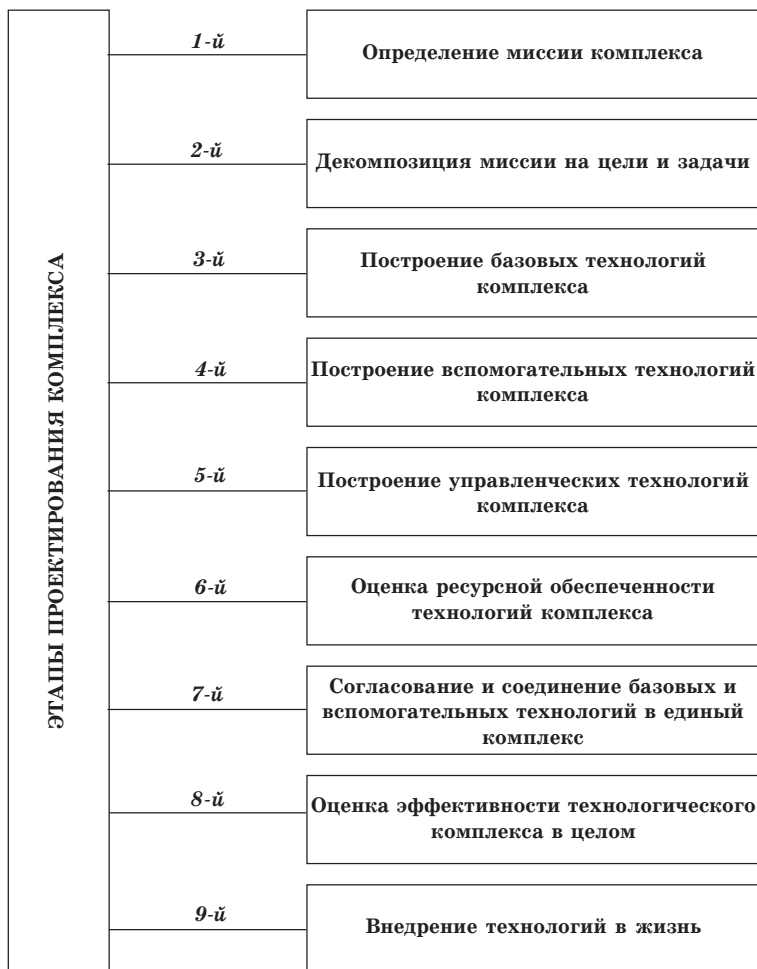 ЭТАПЫ ПРОЕКТИРОВАНИЯ КОМПЛЕКСА
1-й
Определение миссии комплекса
2-й
Декомпозиция миссии на цели и задачи
3-й
Построение базовых технологий
комплекса
4-й
Построение вспомогательных технологий
комплекса
5-й
Построение управленческих технологий
комплекса
6-й
Оценка ресурсной обеспеченности
технологий комплекса
7-й
Согласование и соединение базовых и
вспомогательных технологий в единый
комплекс
8-й
Оценка эффективности технологического
комплекса в целом
9-й
Внедрение технологий в жизнь